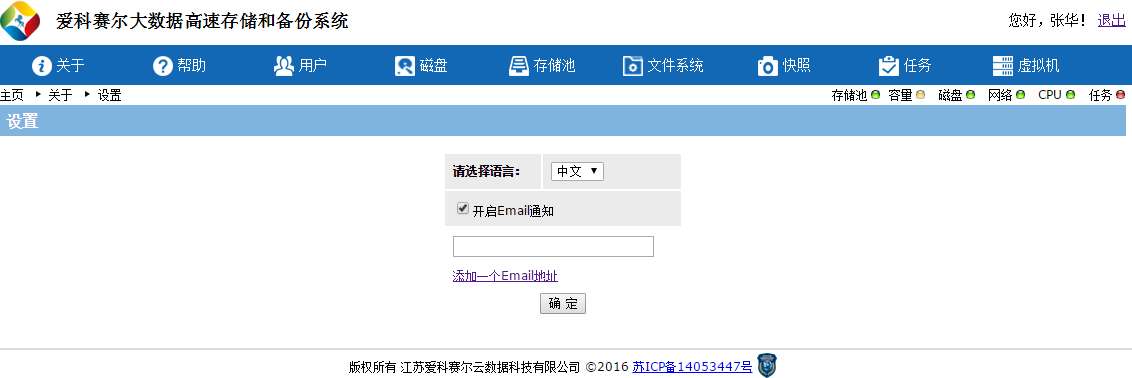 爱科赛尔大数据高速存储和备份系统
您好，张华！ 退出
关于 帮助 用户 磁盘 存储池 文件系统 快照 任务 虚拟机
主页 关于 设置 存储池 容量 磁盘 网络 CPU 任务
设置
请选择语言： 中文
开启Email通知
添加一个Email地址
确 定
版权所有 江苏爱科赛尔云数据科技有限公司 ©2016 苏ICP备14053447号